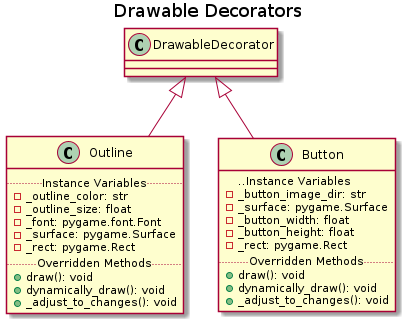 Drawable Decorators
C DrawableDecorator
C Outline
Instance Variables
_outline_color: str
_outline_size: float
_font: pygame.font.Font
_surface: pygame.Surface
_rect: pygame.Rect
Overridden Methods
draw(): void
dynamically_draw(): void
_adjust_to_changes(): void
C Button
Instance Variables
_button_image_dir: str
_surface: pygame.Surface
_button_width: float
_button_height: float
_rect: pygame.Rect
Overridden Methods
draw(): void
dynamically_draw(): void
_adjust_to_changes(): void